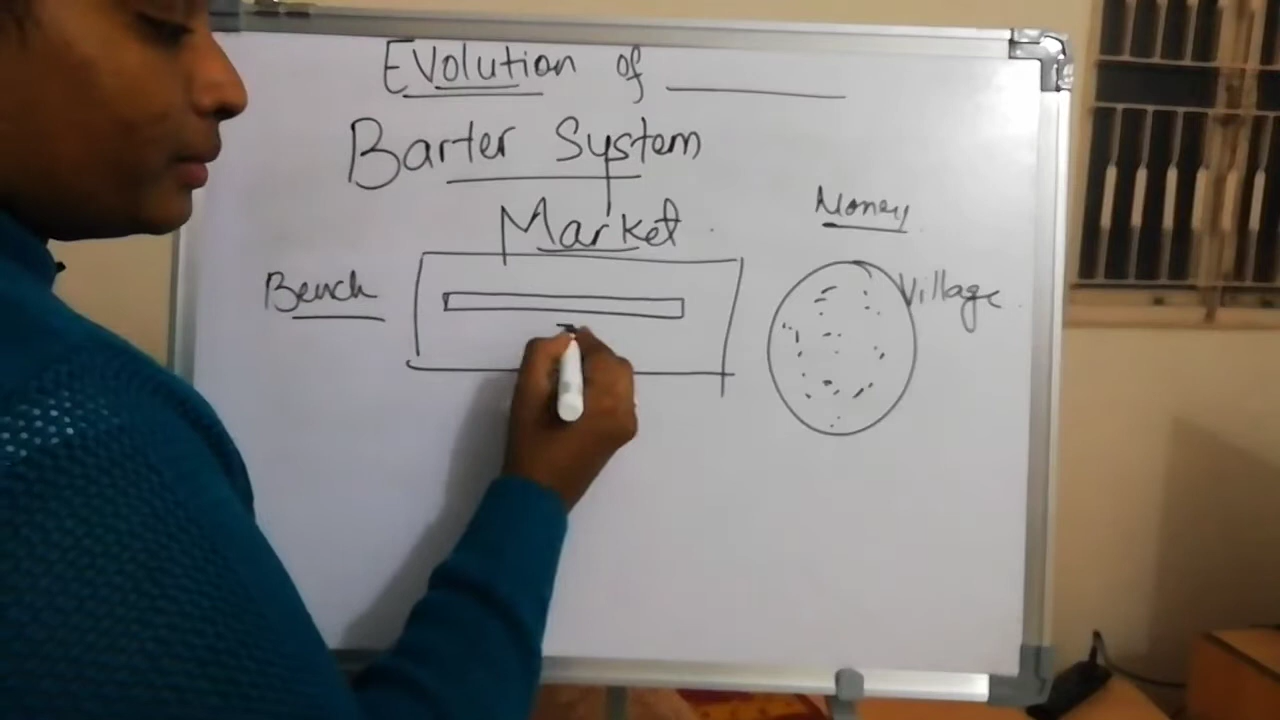 Evolution of
Barter System
Market
Money
Bench
Village